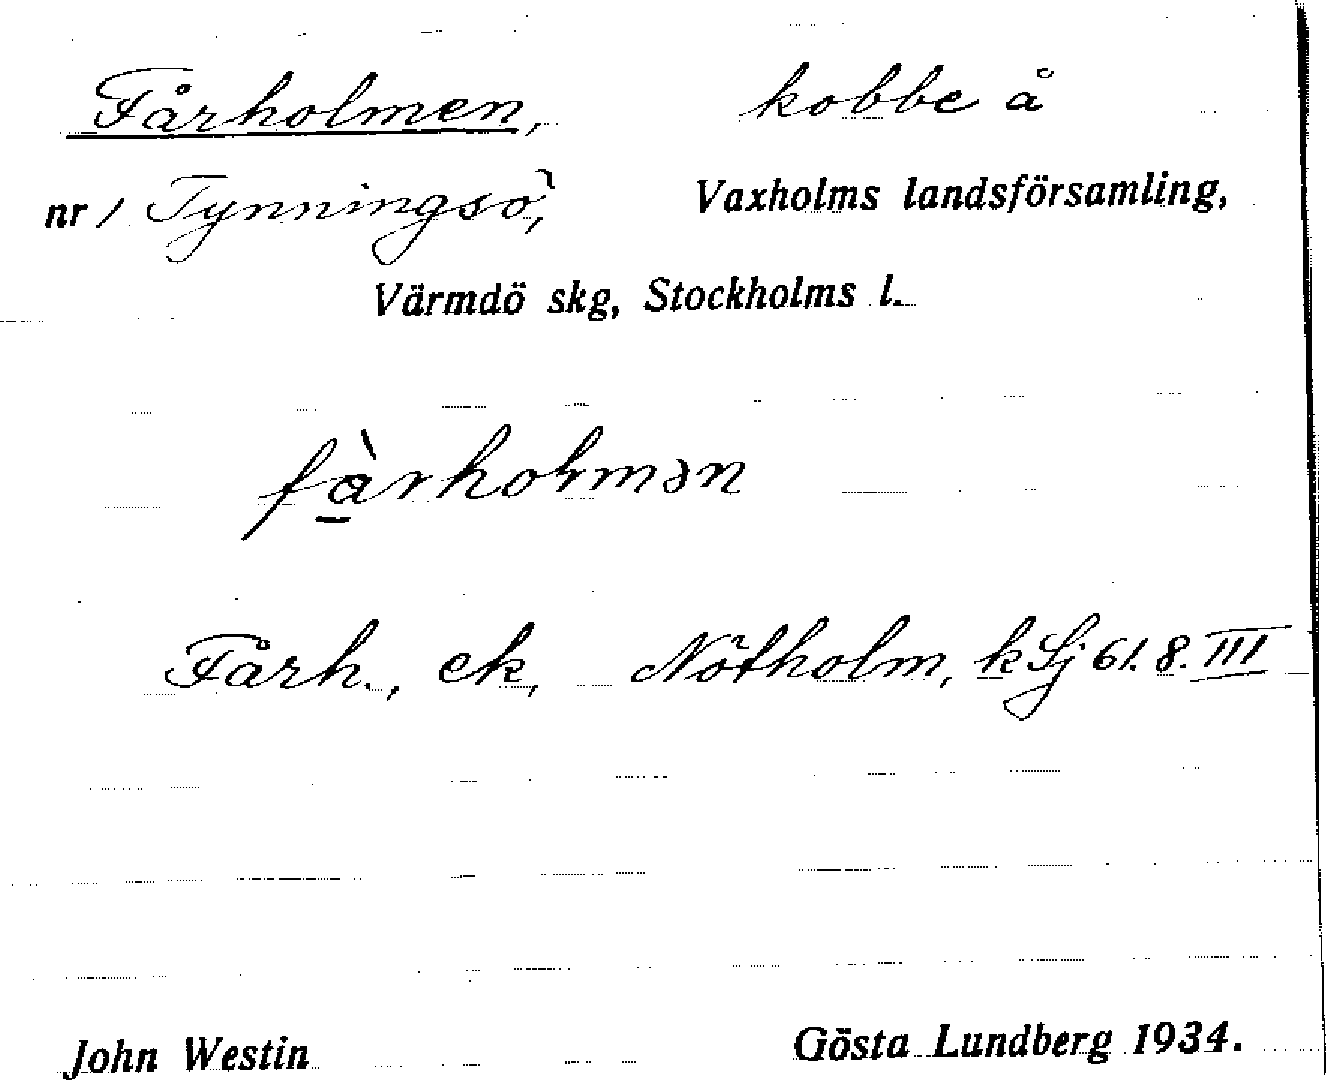 Fårholmen, kobbe å
nr 1 Tynningsö, Vaxholms landsförsamling,
Värmdö skg, Stockholms l.
fårholmən
Fårh., ek, Nötholm, k Sj 61. 8. III
John Westin Gösta Lundberg 1934.